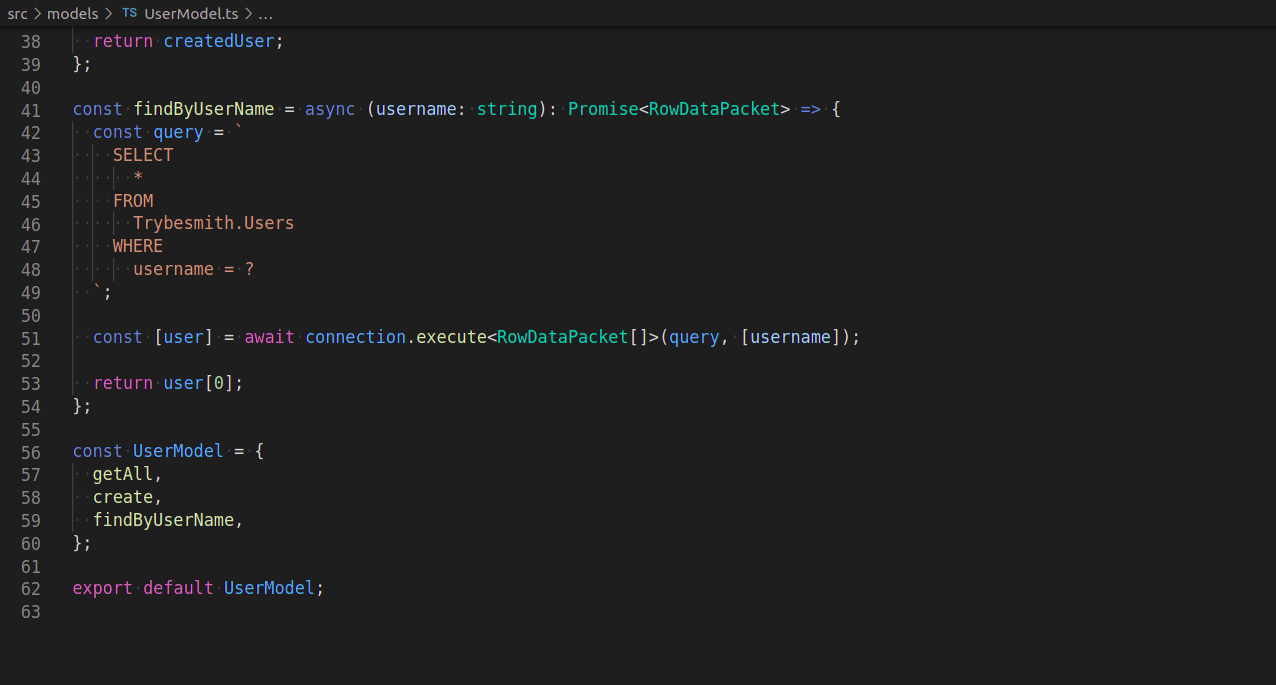 src > models > TS UserModel.ts > ...
38 return createdUser;
39 };
40
41 const findByUserName = async (username: string): Promise<RowDataPacket> => {
42 const query = `
43 SELECT
44 *
45 FROM
46 Trybesmith.Users
47 WHERE
48 username = ?
49 `;
50
51 const [user] = await connection.execute<RowDataPacket[]>(query, [username]);
52
53 return user[0];
54 };
55
56 const UserModel = {
57 getAll,
58 create,
59 findByUserName,
60 };
61
62 export default UserModel;
63